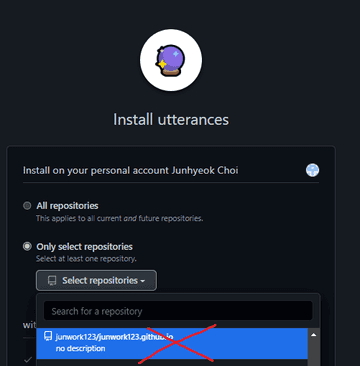 Install utterances
Install on your personal account Junhyeok Choi
All repositories
This applies to all current and future repositories.
Only select repositories
Select at least one repository.
Select repositories
Search for a repository
junwork123/junwork123.github.io
no description
wit